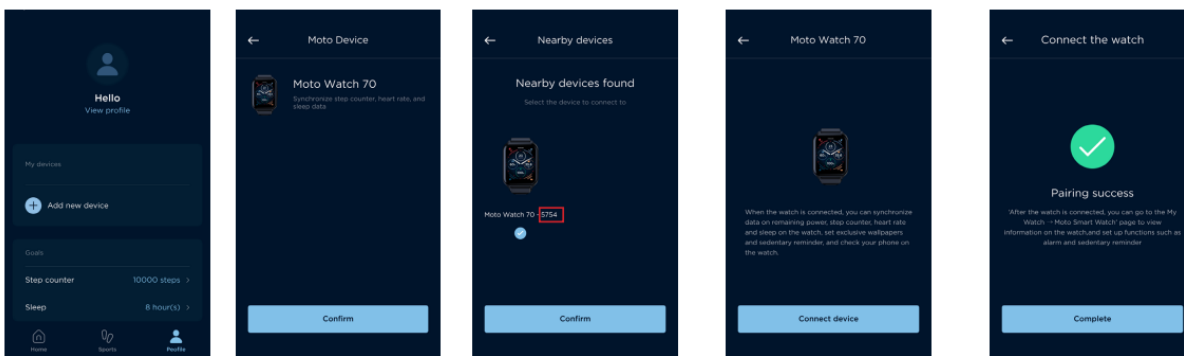 Hello
View profile
My devices
Add new device
Goals
Step counter
10000 steps >
Sleep
8 hour(s) >
Home
Sports
Profile
Moto Device
Moto Watch 70
Synchronize step counter, heart rate, and
sleep data
Confirm
Nearby devices
Nearby devices found
Select the device to connect to
Moto Watch 70 - 5754
Confirm
Moto Watch 70
When the watch is connected, you can synchronize
data on remaining power, step counter, heart rate
and sleep on the watch, set exclusive wallpapers
and sedentary reminder, and check your phone on
the watch.
Connect device
Connect the watch
Pairing success
'After the watch is connected, you can go to the My
Watch → Moto Smart Watch' page to view
information on the watch,and set up functions such as
alarm and sedentary reminder
Complete